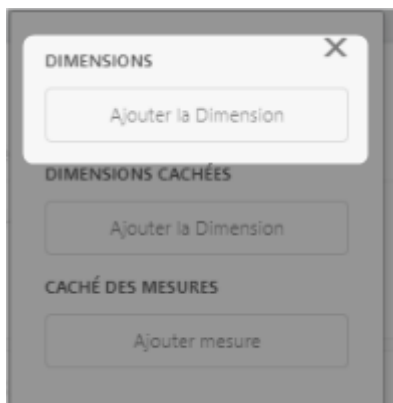 DIMENSIONS
Ajouter la Dimension
DIMENSIONS CACHÉES
Ajouter la Dimension
CACHÉ DES MESURES
Ajouter mesure